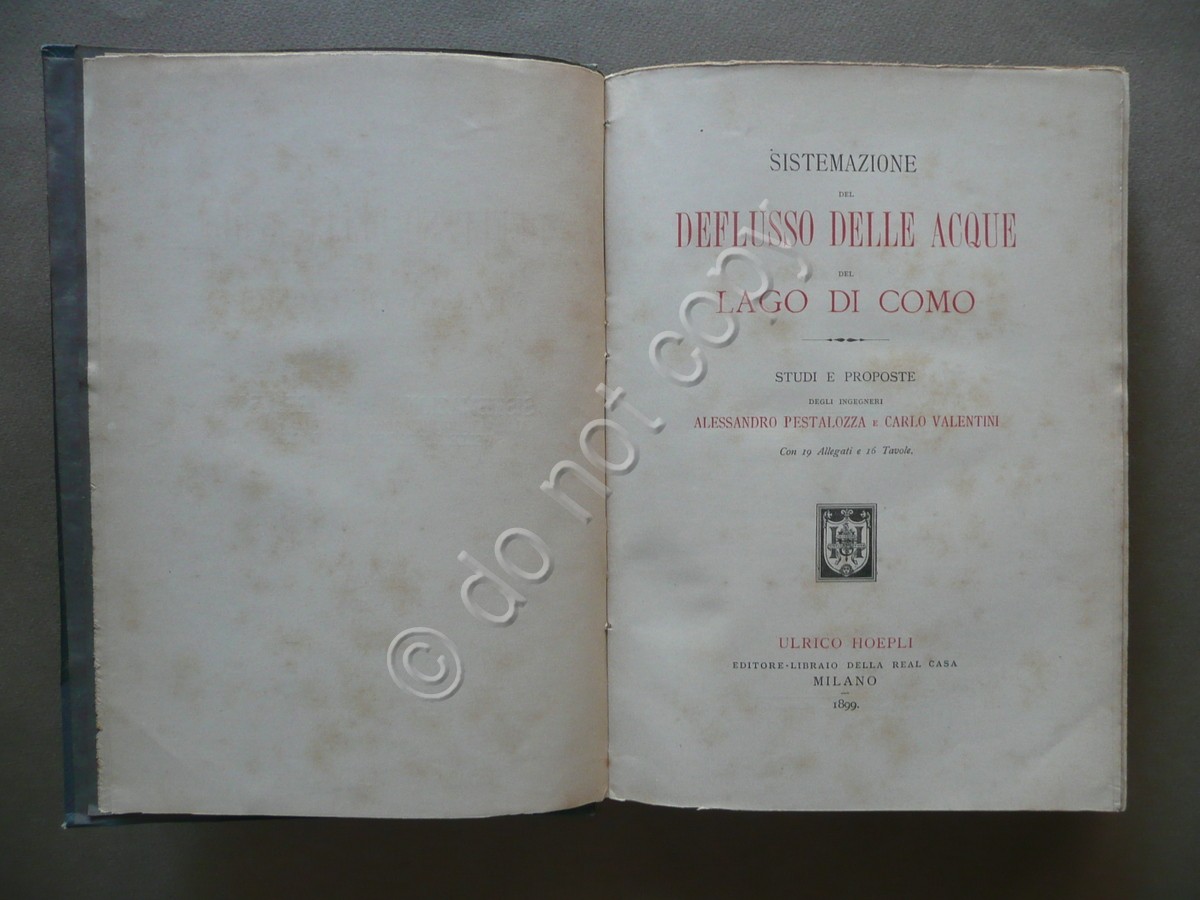 SISTEMAZIONE
DEL
DEFLUSSO DELLE ACQUE
DEL
LAGO DI COMO
STUDI E PROPOSTE
DEGLI INGEGNERI
ALESSANDRO PESTALOZZA E CARLO VALENTINI
Con 19 Allegati e 16 Tavole.
ULRICO HOEPLI
EDITORE-LIBRAIO DELLA REAL CASA
MILANO
1899.
© do not copy